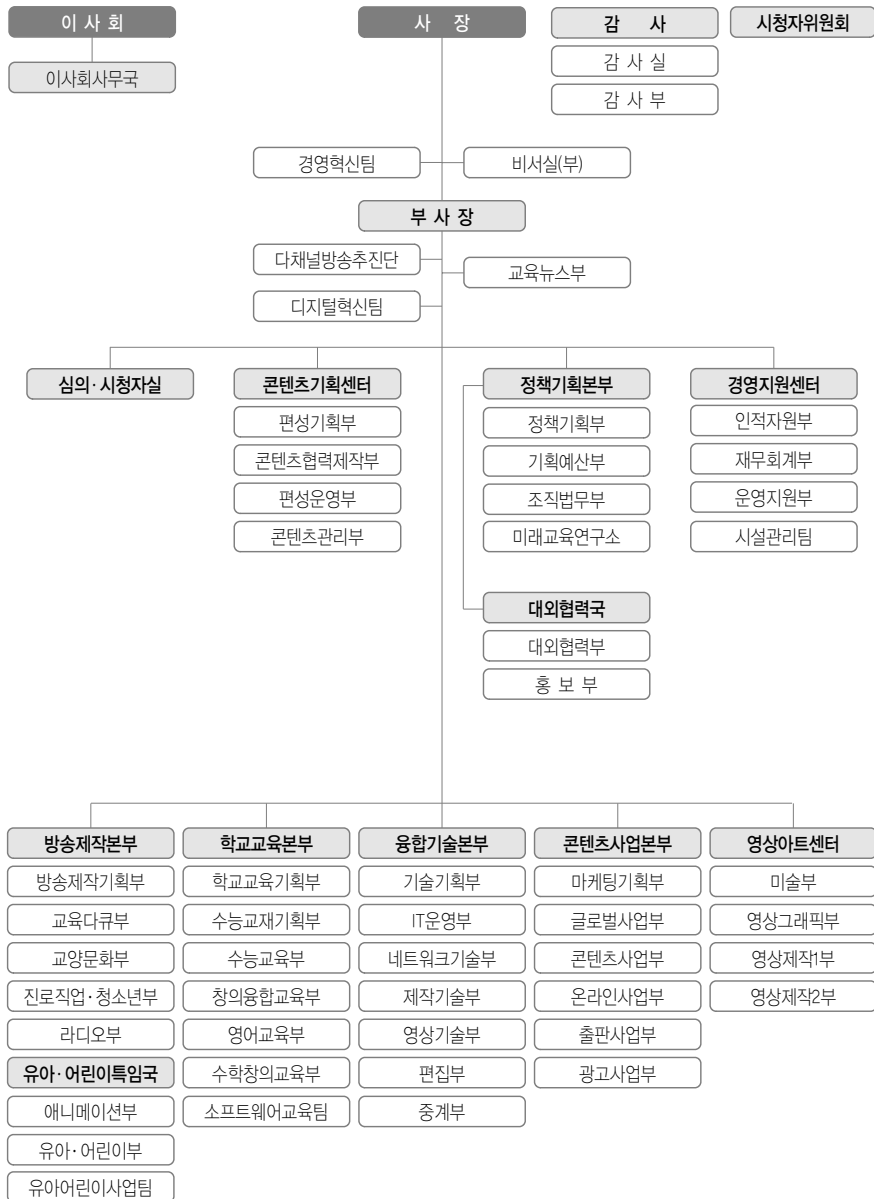 이 사 회
사 장
감 사
시청자위원회
이사회사무국
감 사 실
감 사 부
경영혁신팀
비서실(부)
부 사 장
다채널방송추진단
교육뉴스부
디지털혁신팀
심의·시청자실
콘텐츠기획센터
편성기획부
콘텐츠협력제작부
편성운영부
콘텐츠관리부
정책기획본부
정책기획부
기획예산부
조직법무부
미래교육연구소
대외협력국
대외협력부
홍 보 부
경영지원센터
인적자원부
재무회계부
운영지원부
시설관리팀
방송제작본부
방송제작기획부
교육다큐부
교양문화부
진로직업·청소년부
라디오부
유아·어린이특임국
애니메이션부
유아·어린이부
유아어린이사업팀
학교교육본부
학교교육기획부
수능교재기획부
수능교육부
창의융합교육부
영어교육부
수학창의교육부
소프트웨어교육팀
융합기술본부
기술기획부
IT운영부
네트워크기술부
제작기술부
영상기술부
편집부
중계부
콘텐츠사업본부
마케팅기획부
글로벌사업부
콘텐츠사업부
온라인사업부
출판사업부
광고사업부
영상아트센터
미술부
영상그래픽부
영상제작1부
영상제작2부